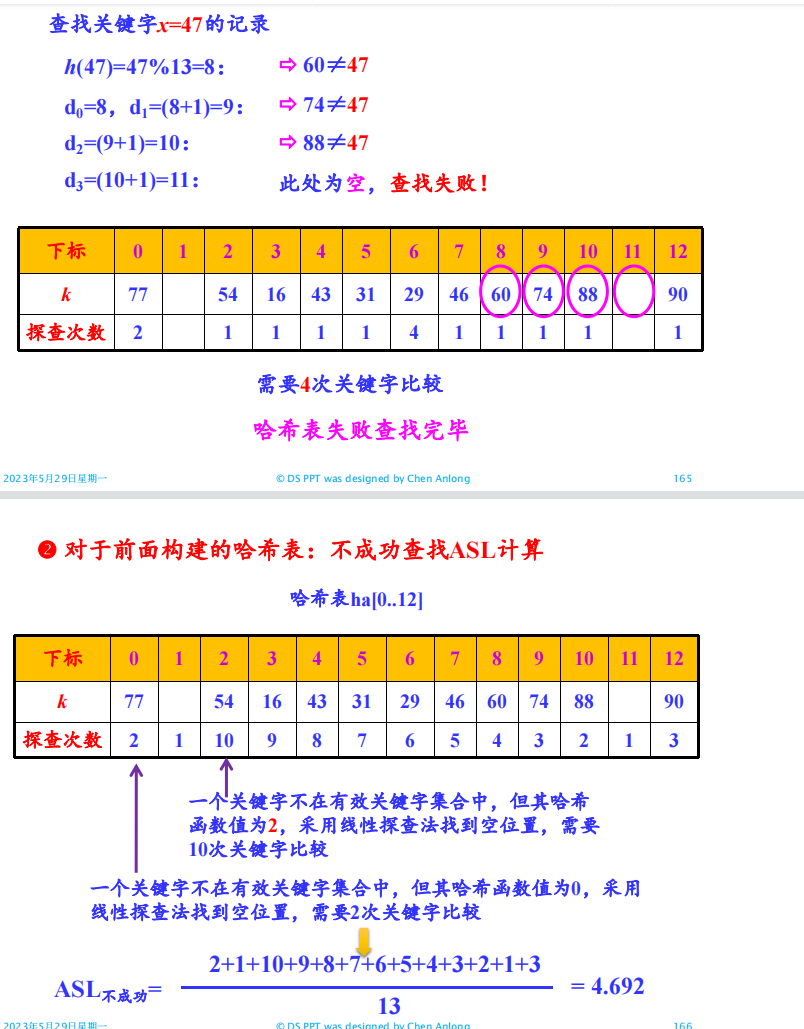 查找关键字x=47的记录
h(47)=47%13=8： ⇨ 60≠47
d0=8，d1=(8+1)=9： ⇨ 74≠47
d2=(9+1)=10： ⇨ 88≠47
d3=(10+1)=11： 此处为空，查找失败！
下标 0 1 2 3 4 5 6 7 8 9 10 11 12
k 77 54 16 43 31 29 46 60 74 88 90
探查次数 2 1 1 1 1 4 1 1 1 1 1
需要4次关键字比较
哈希表失败查找完毕
2023年5月29日星期一 © DS PPT was designed by Chen Anlong 165
❷ 对于前面构建的哈希表：不成功查找ASL计算
哈希表ha[0..12]
下标 0 1 2 3 4 5 6 7 8 9 10 11 12
k 77 54 16 43 31 29 46 60 74 88 90
探查次数 2 1 10 9 8 7 6 5 4 3 2 1 3
一个关键字不在有效关键字集合中，但其哈希
函数值为2，采用线性探查法找到空位置，需要
10次关键字比较
一个关键字不在有效关键字集合中，但其哈希函数值为0，采用
线性探查法找到空位置，需要2次关键字比较
2+1+10+9+8+7+6+5+4+3+2+1+3
ASL不成功= = 4.692
13
2023年5月29日星期一 © DS PPT was designed by Chen Anlong 166